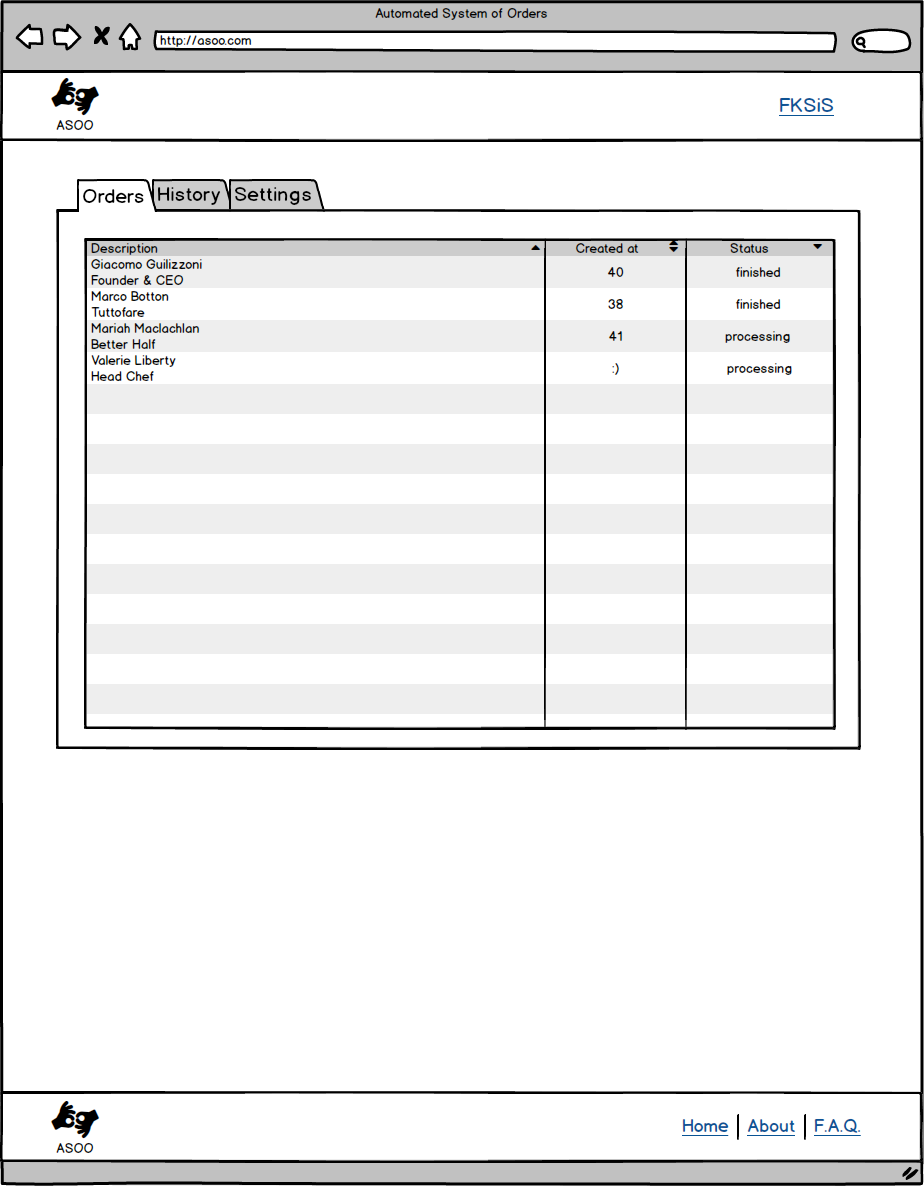 Automated System of Orders
http://asoo.com
ASOO
FKSiS
Orders History Settings
Description Created at Status
Giacomo Guilizzoni
Founder & CEO
40 finished
Marco Botton
Tuttofare
38 finished
Mariah Maclachlan
Better Half
41 processing
Valerie Liberty
Head Chef
:) processing
ASOO
Home | About | F.A.Q.